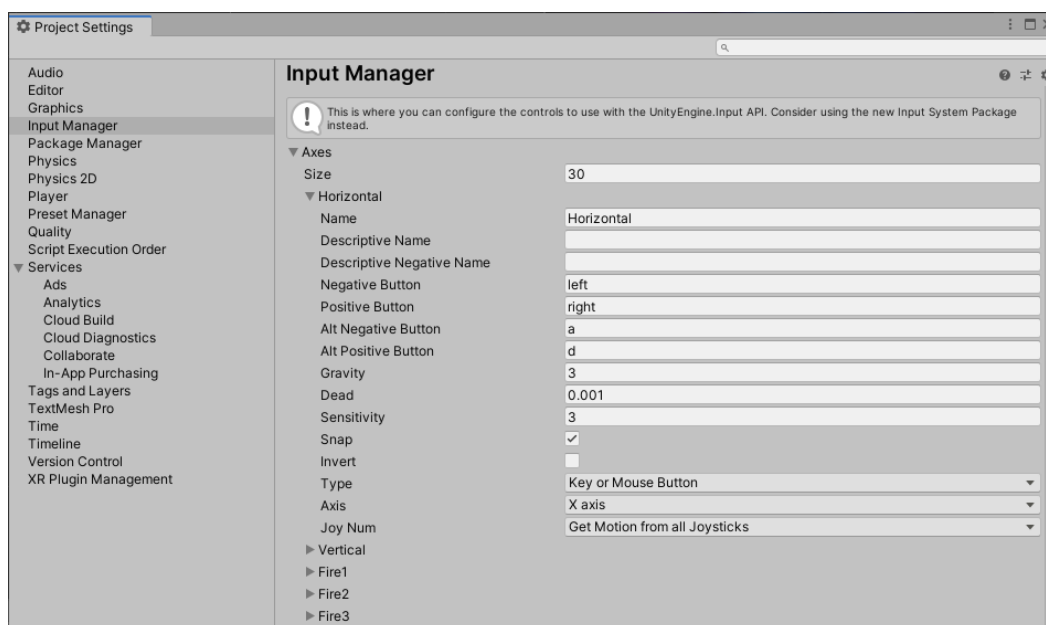 Project Settings
Audio
Editor
Graphics
Input Manager
Package Manager
Physics
Physics 2D
Player
Preset Manager
Quality
Script Execution Order
Services
Ads
Analytics
Cloud Build
Cloud Diagnostics
Collaborate
In-App Purchasing
Tags and Layers
TextMesh Pro
Time
Timeline
Version Control
XR Plugin Management
Input Manager
This is where you can configure the controls to use with the UnityEngine.Input API. Consider using the new Input System Package
instead.
Axes
Size 30
Horizontal
Name Horizontal
Descriptive Name
Descriptive Negative Name
Negative Button left
Positive Button right
Alt Negative Button a
Alt Positive Button d
Gravity 3
Dead 0.001
Sensitivity 3
Snap
Invert
Type Key or Mouse Button
Axis X axis
Joy Num Get Motion from all Joysticks
Vertical
Fire1
Fire2
Fire3